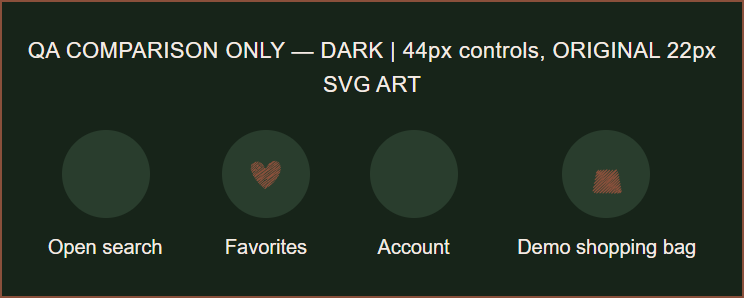 QA COMPARISON ONLY — DARK | 44px controls, ORIGINAL 22px
SVG ART
Open search
Favorites
Account
Demo shopping bag